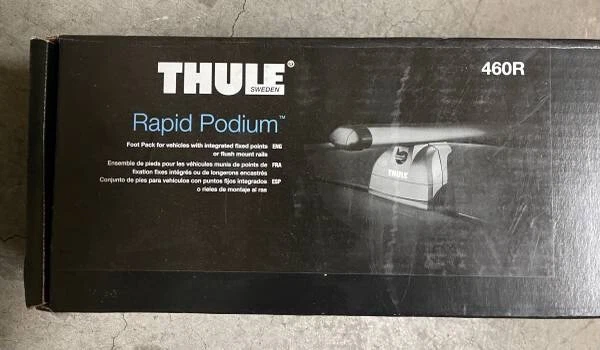 THULE®
SWEDEN
460R
Rapid Podium™
Foot Pack for vehicles with integrated fixed points ENG
or flush mount rails
Ensemble de pieds pour les véhicules munis de points de FRA
fixation fixes intégrés ou de longerons encastrés
Conjunto de pies para vehículos con puntos fijos integrados ESP
o rieles de montaje al ras
THULE